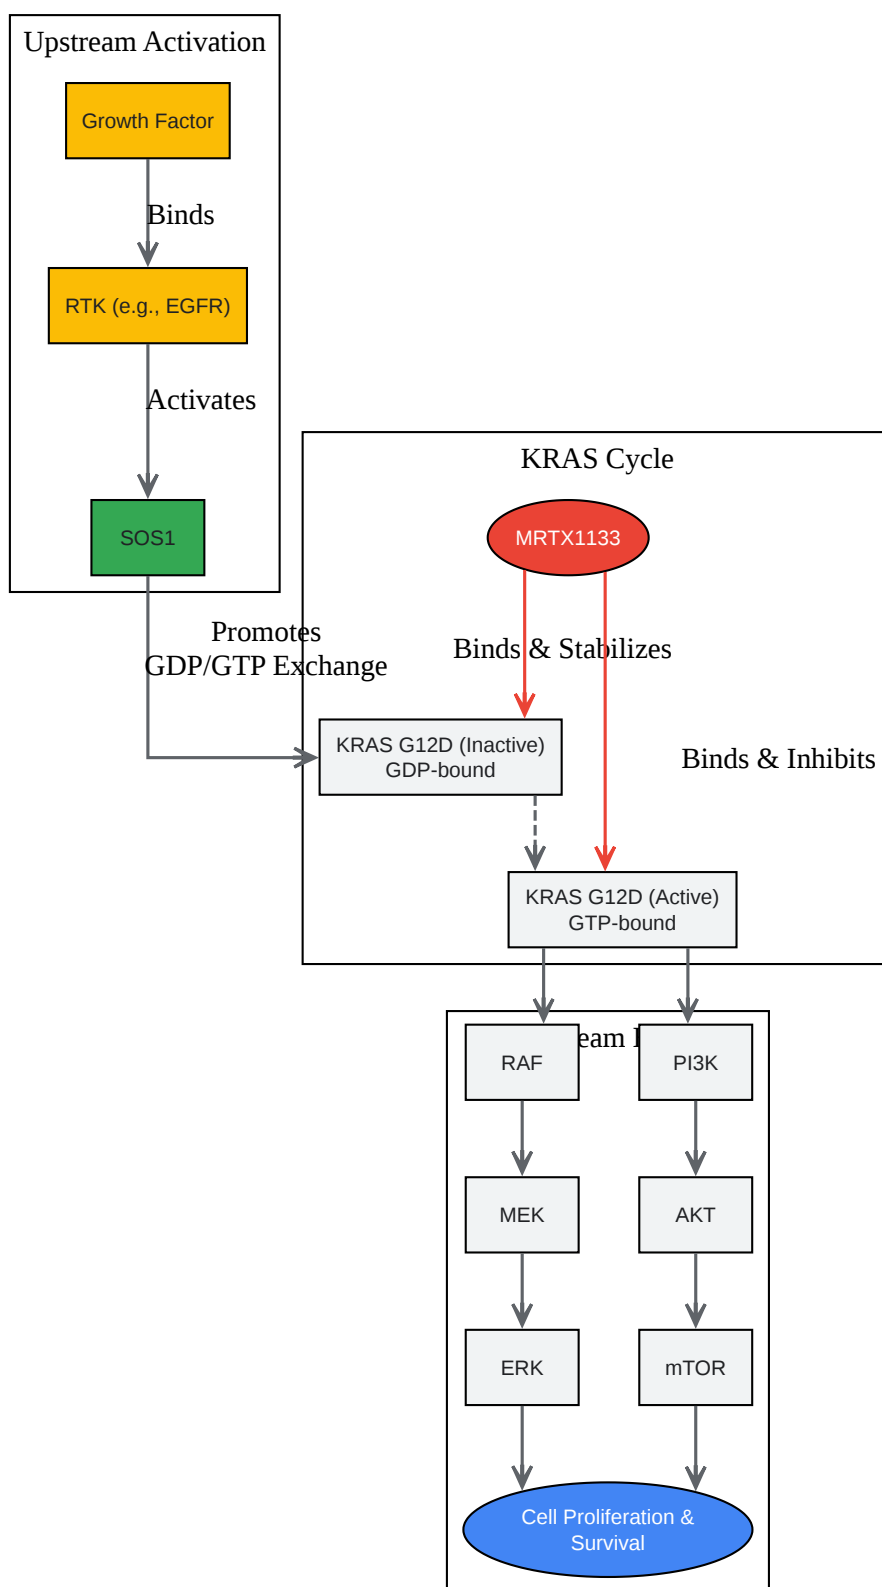 Upstream Activation
Growth Factor
Binds
RTK (e.g., EGFR)
Activates
SOS1
Promotes
GDP/GTP Exchange
KRAS Cycle
MRTX1133
Binds & Stabilizes
KRAS G12D (Inactive)
GDP-bound
Binds & Inhibits
KRAS G12D (Active)
GTP-bound
RAF
PI3K
MEK
AKT
ERK
mTOR
Cell Proliferation &
Survival